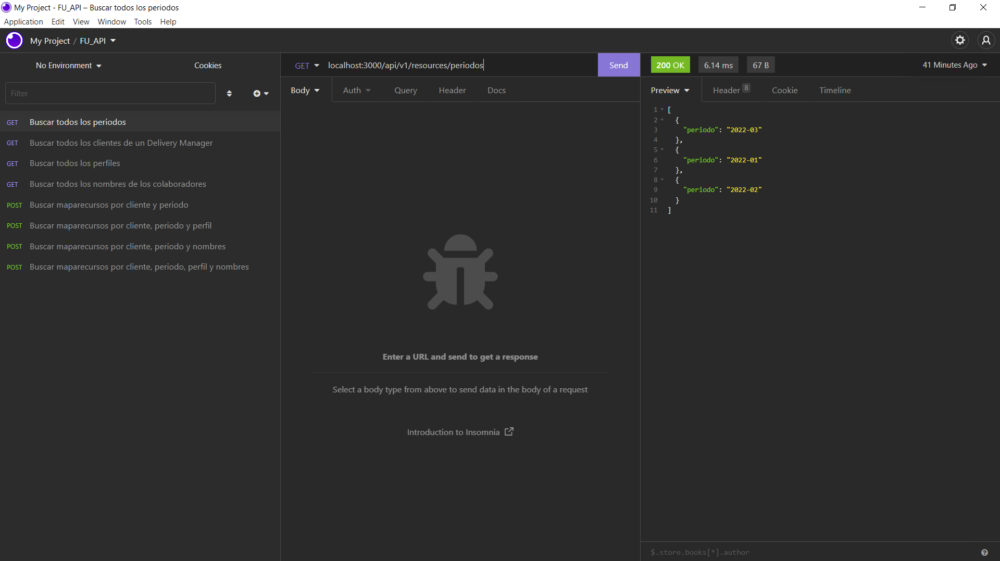 My Project - FU_API – Buscar todos los periodos
Application Edit View Window Tools Help
My Project / FU_API
No Environment Cookies
GET localhost:3000/api/v1/resources/periodos Send
200 OK 6.14 ms 67 B 41 Minutes Ago
Filter
Body Auth Query Header Docs
Preview Header 8 Cookie Timeline
GET Buscar todos los periodos
GET Buscar todos los clientes de un Delivery Manager
GET Buscar todos los perfiles
GET Buscar todos los nombres de los colaboradores
POST Buscar maparecursos por cliente y periodo
POST Buscar maparecursos por cliente, periodo y perfil
POST Buscar maparecursos por cliente, periodo y nombres
POST Buscar maparecursos por cliente, periodo, perfil y nombres
Enter a URL and send to get a response
Select a body type from above to send data in the body of a request
Introduction to Insomnia
1 [
2 {
3 "periodo": "2022-03"
4 },
5 {
6 "periodo": "2022-01"
7 },
8 {
9 "periodo": "2022-02"
10 }
11 ]
$.store.books[*].author